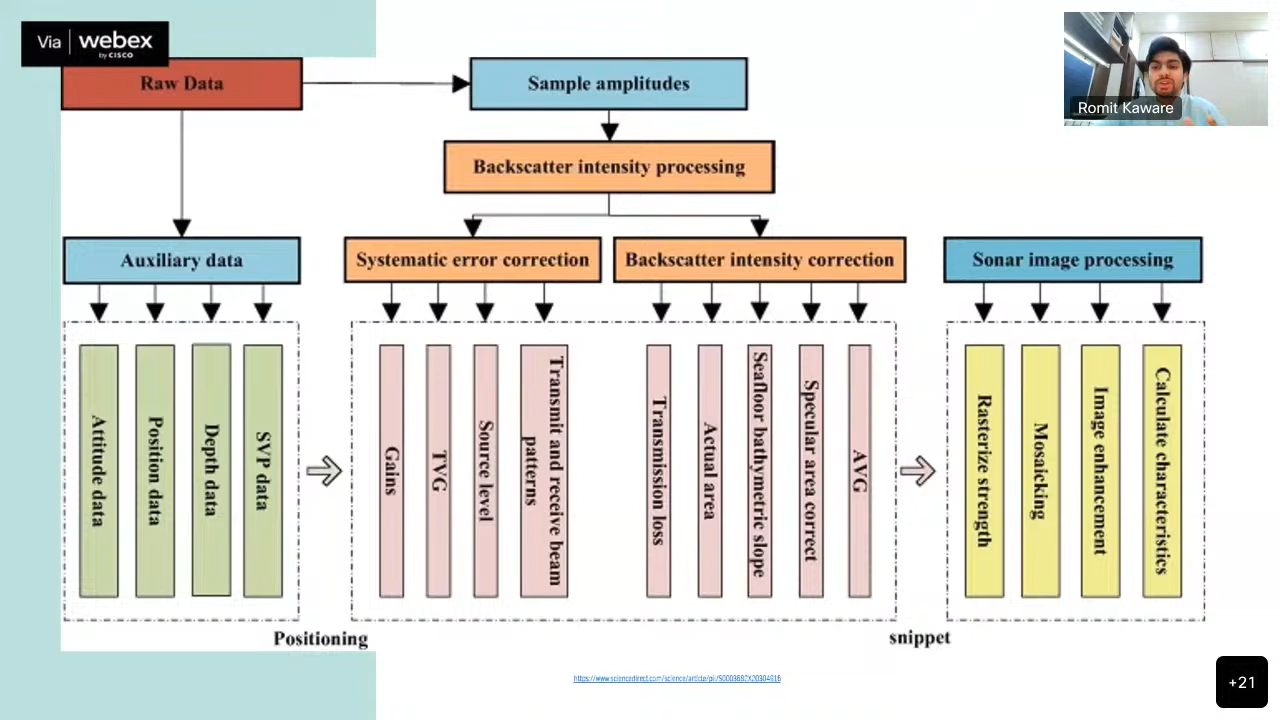 Via webex
by CISCO
Romit Kaware
Raw Data
Sample amplitudes
Backscatter intensity processing
Auxiliary data
Systematic error correction
Backscatter intensity correction
Sonar image processing
Attitude data
Position data
Depth data
SVP data
Gains
TVG
Source level
Transmit and receive beam
patterns
Transmission loss
Actual area
Seafloor bathymetric slope
Specular area correct
AVG
Rasterize strength
Mosaicking
Image enhancement
Calculate characteristics
Positioning
snippet
+21